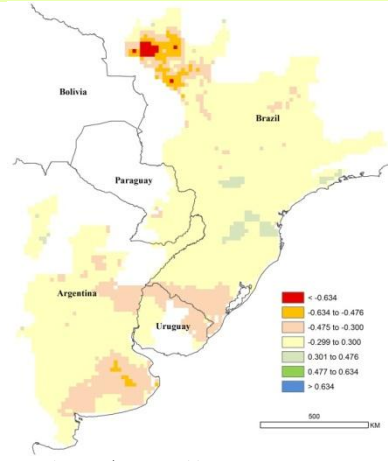 Bolivia
Brazil
Paraguay
Argentina
Uruguay
< -0.634
-0.634 to -0.476
-0.475 to -0.300
-0.299 to 0.300
0.301 to 0.476
0.477 to 0.634
> 0.634
500
KM